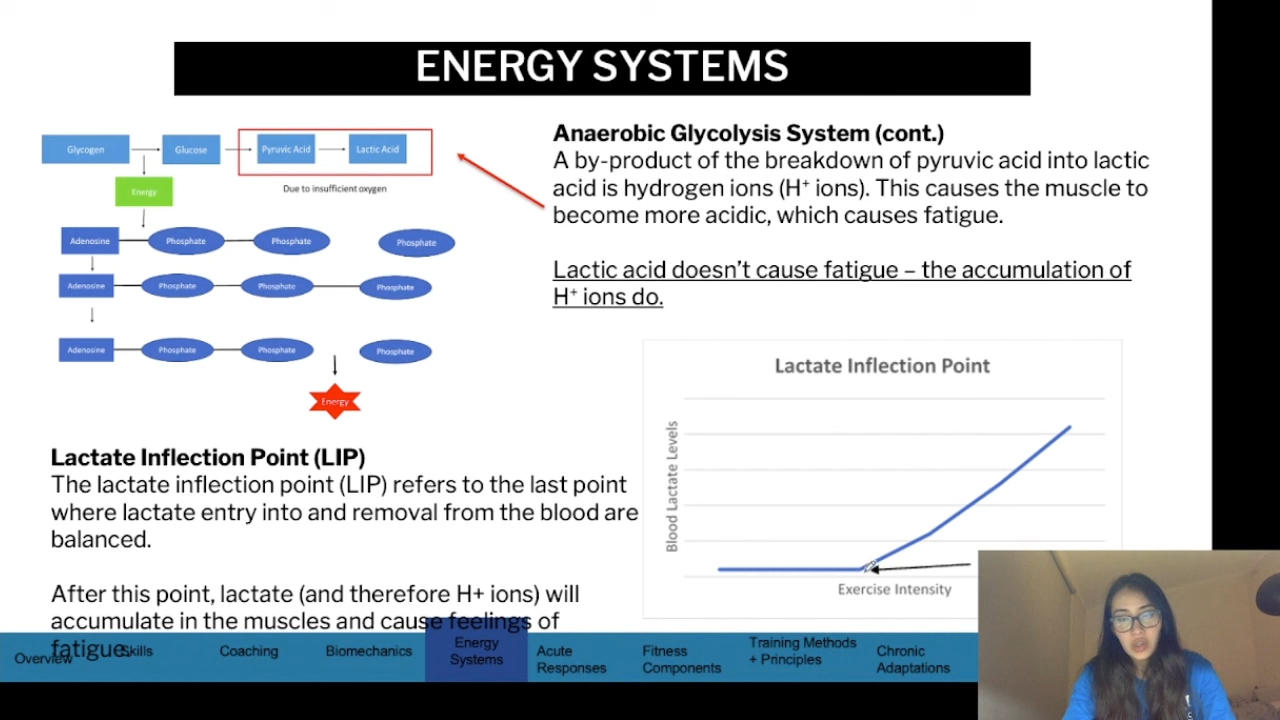 ENERGY SYSTEMS
Glycogen
Glucose
Pyruvic Acid
Lactic Acid
Due to insufficient oxygen
Energy
Adenosine
Phosphate
Phosphate
Phosphate
Adenosine
Phosphate
Phosphate
Phosphate
Adenosine
Phosphate
Phosphate
Phosphate
Energy
Anaerobic Glycolysis System (cont.)
A by-product of the breakdown of pyruvic acid into lactic
acid is hydrogen ions (H⁺ ions). This causes the muscle to
become more acidic, which causes fatigue.
Lactic acid doesn't cause fatigue – the accumulation of
H⁺ ions do.
Lactate Inflection Point (LIP)
The lactate inflection point (LIP) refers to the last point
where lactate entry into and removal from the blood are
balanced.
After this point, lactate (and therefore H+ ions) will
accumulate in the muscles and cause feelings of
fatigue.
Lactate Inflection Point
Blood Lactate Levels
Exercise Intensity
Overview
Skills
Coaching
Biomechanics
Energy
Systems
Acute
Responses
Fitness
Components
Training Methods
+ Principles
Chronic
Adaptations